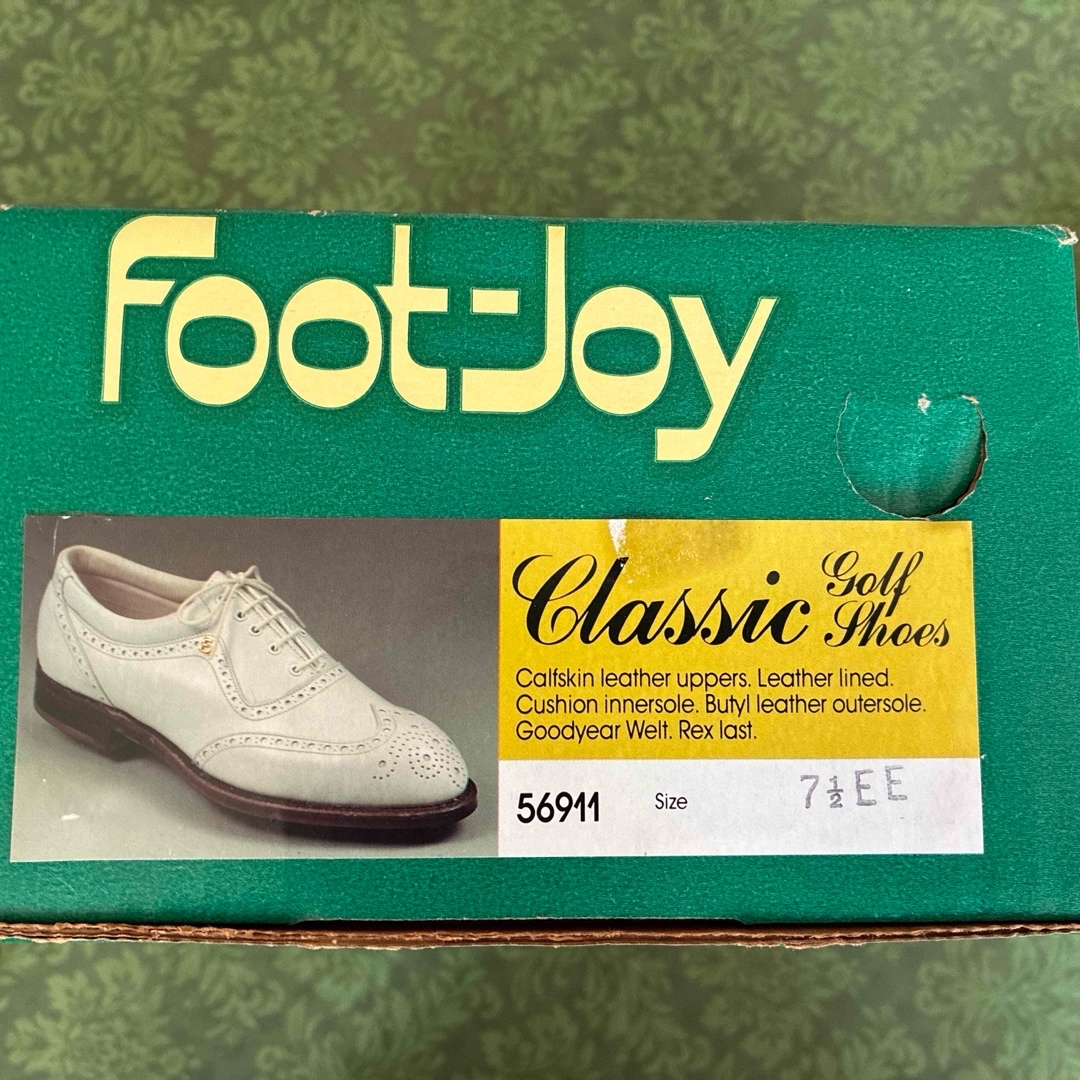 Foot-Joy
Classic Golf Shoes
Calfskin leather uppers. Leather lined.
Cushion innersole. Butyl leather outersole.
Goodyear Welt. Rex last.
56911 Size 7½EE